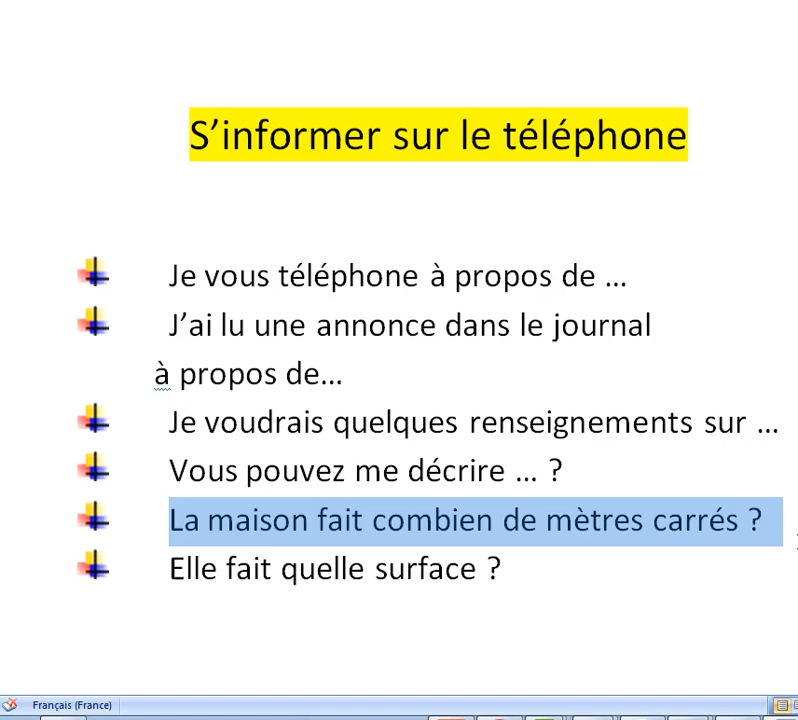 S’informer sur le téléphone
Je vous téléphone à propos de …
J’ai lu une annonce dans le journal
à propos de…
Je voudrais quelques renseignements sur …
Vous pouvez me décrire … ?
La maison fait combien de mètres carrés ?
Elle fait quelle surface ?
Français (France)